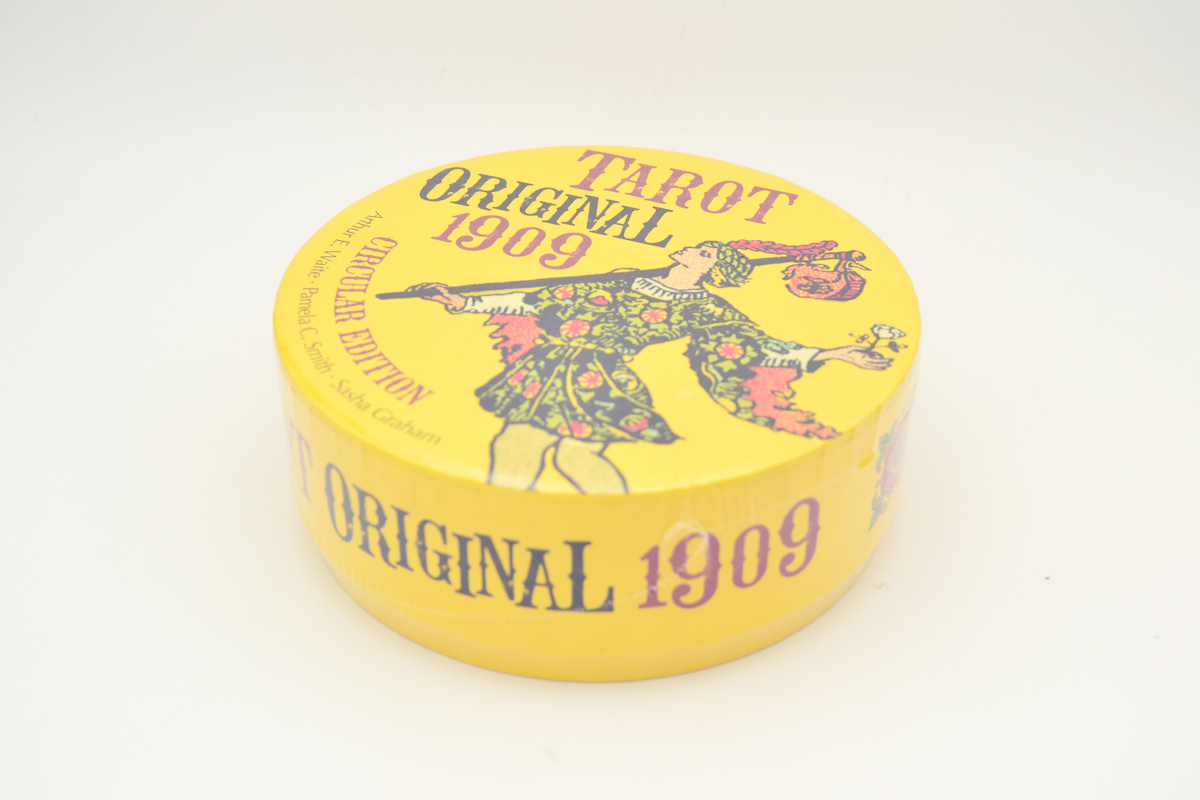 TAROT
ORIGINAL
1909
CIRCULAR EDITION
Arthur E. Waite · Pamela C. Smith · Sasha Graham
ORIGINAL 1909